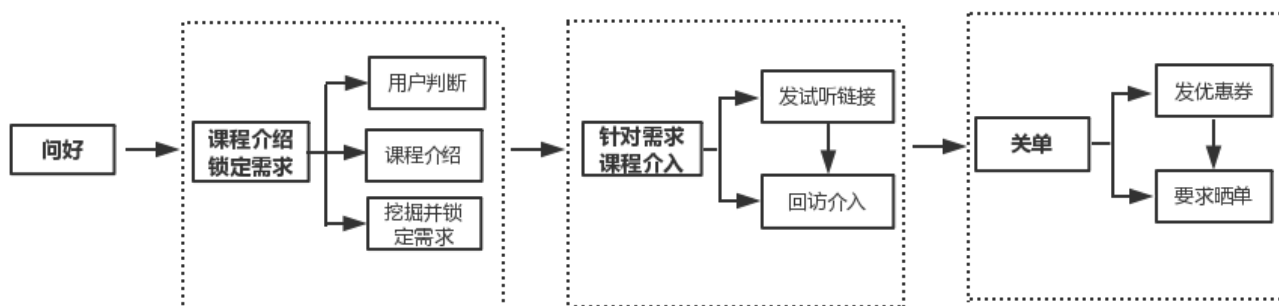 问好
课程介绍
锁定需求
用户判断
课程介绍
挖掘并锁
定需求
针对需求
课程介入
发试听链接
回访介入
关单
发优惠券
要求晒单